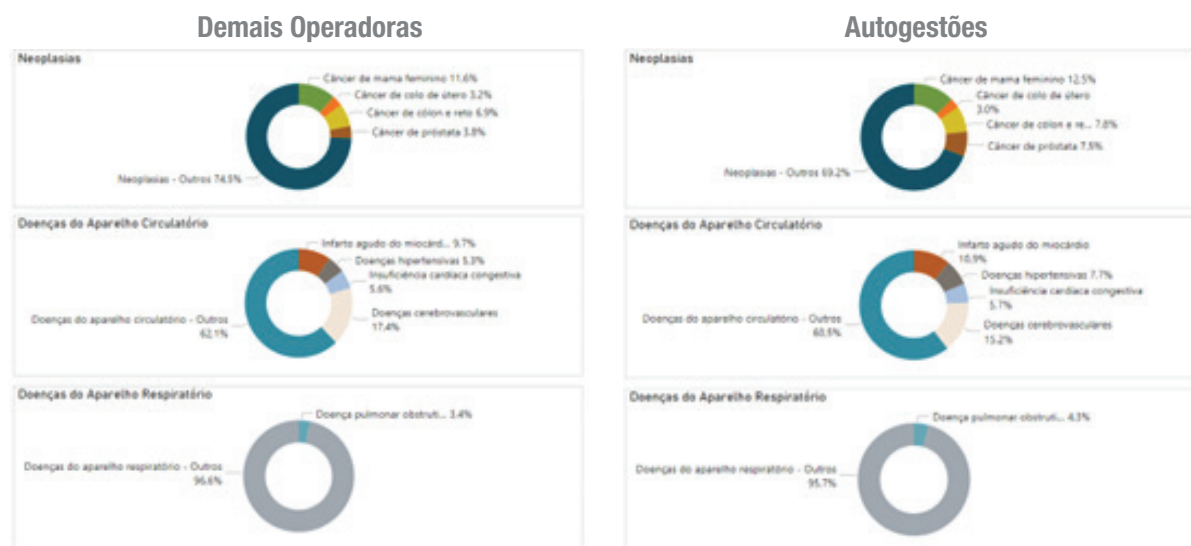 Demais Operadoras
Neoplasias
Câncer de mama feminino 11.6%
Câncer de colo de útero 3.2%
Câncer de cólon e reto 6.9%
Câncer de próstata 3.8%
Neoplasias - Outros 74.5%
Doenças do Aparelho Circulatório
Infarto agudo do miocárd... 9.7%
Doenças hipertensivas 5.3%
Insuficiência cardíaca congestiva
5.6%
Doenças cerebrovasculares
17.4%
Doenças do aparelho circulatório - Outros
62.1%
Doenças do Aparelho Respiratório
Doença pulmonar obstruti... 3.4%
Doenças do aparelho respiratório - Outros
96.6%
Autogestões
Neoplasias
Câncer de mama feminino 12.5%
Câncer de colo de útero
3.0%
Câncer de cólon e re... 7.8%
Câncer de próstata 7.5%
Neoplasias - Outros 69.2%
Doenças do Aparelho Circulatório
Infarto agudo do miocárdio
10.9%
Doenças hipertensivas 7.7%
Insuficiência cardíaca congestiva
5.7%
Doenças cerebrovasculares
15.2%
Doenças do aparelho circulatório - Outros
60.5%
Doenças do Aparelho Respiratório
Doença pulmonar obstruti... 4.3%
Doenças do aparelho respiratório - Outros
95.7%